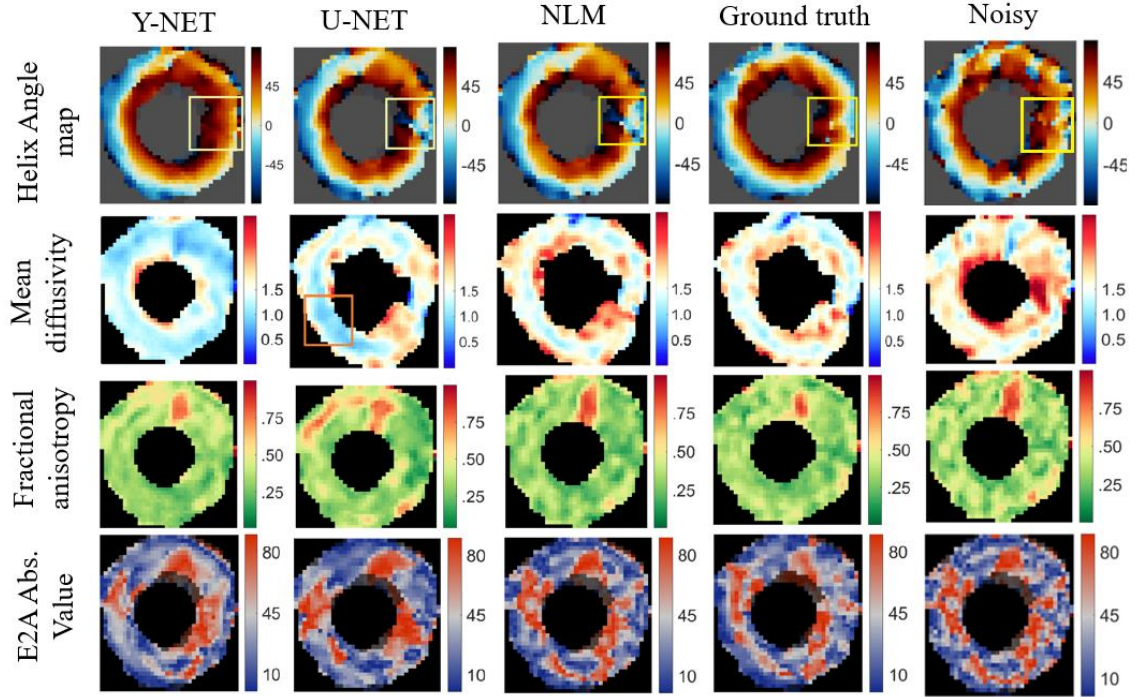 Y-NET U-NET NLM Ground truth Noisy
Helix Angle
map
45 45 45 45 45
0 0 0 0 0
-45 -45 -45 -45 -45
Mean
diffusivity
1.5 1.5 1.5 1.5 1.5
1.0 1.0 1.0 1.0 1.0
0.5 0.5 0.5 0.5 0.5
Fractional
anisotropy
.75 .75 .75 .75 .75
.50 .50 .50 .50 .50
.25 .25 .25 .25 .25
E2A Abs.
Value
80 80 80 80 80
45 45 45 45 45
10 10 10 10 10